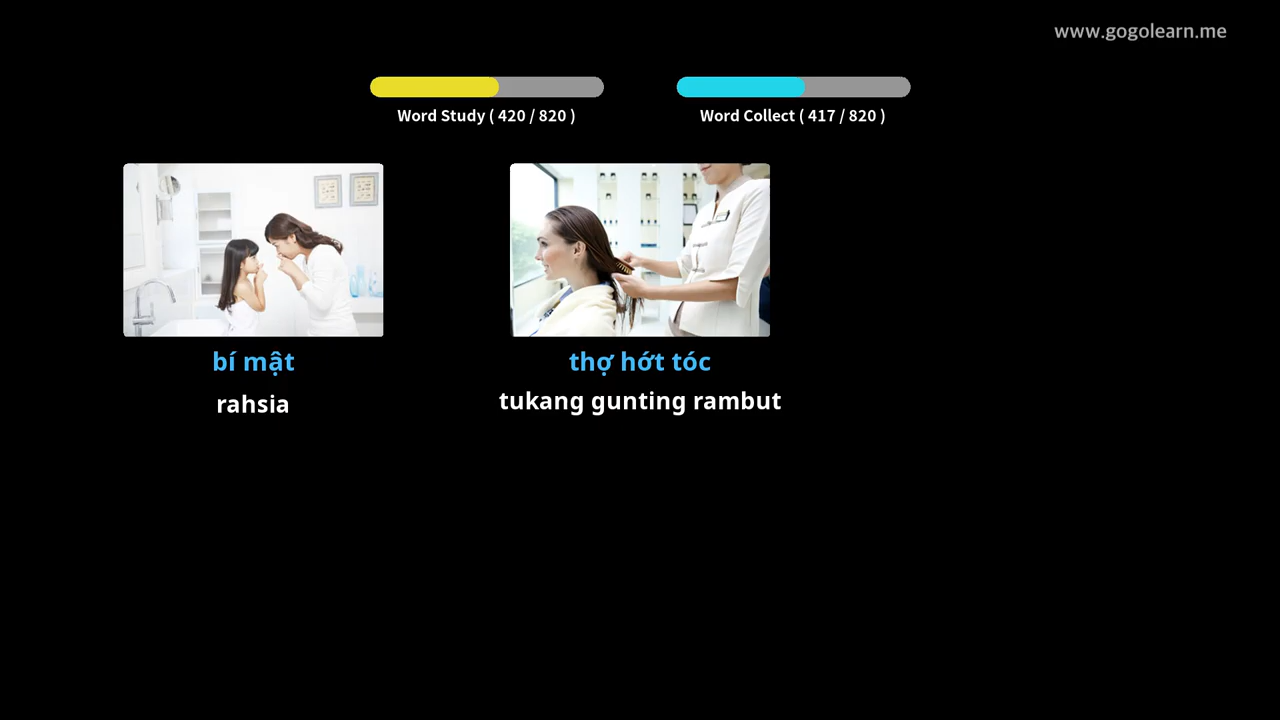 www.gogolearn.me
Word Study ( 420 / 820 )
Word Collect ( 417 / 820 )
bí mật
rahsia
thợ hớt tóc
tukang gunting rambut